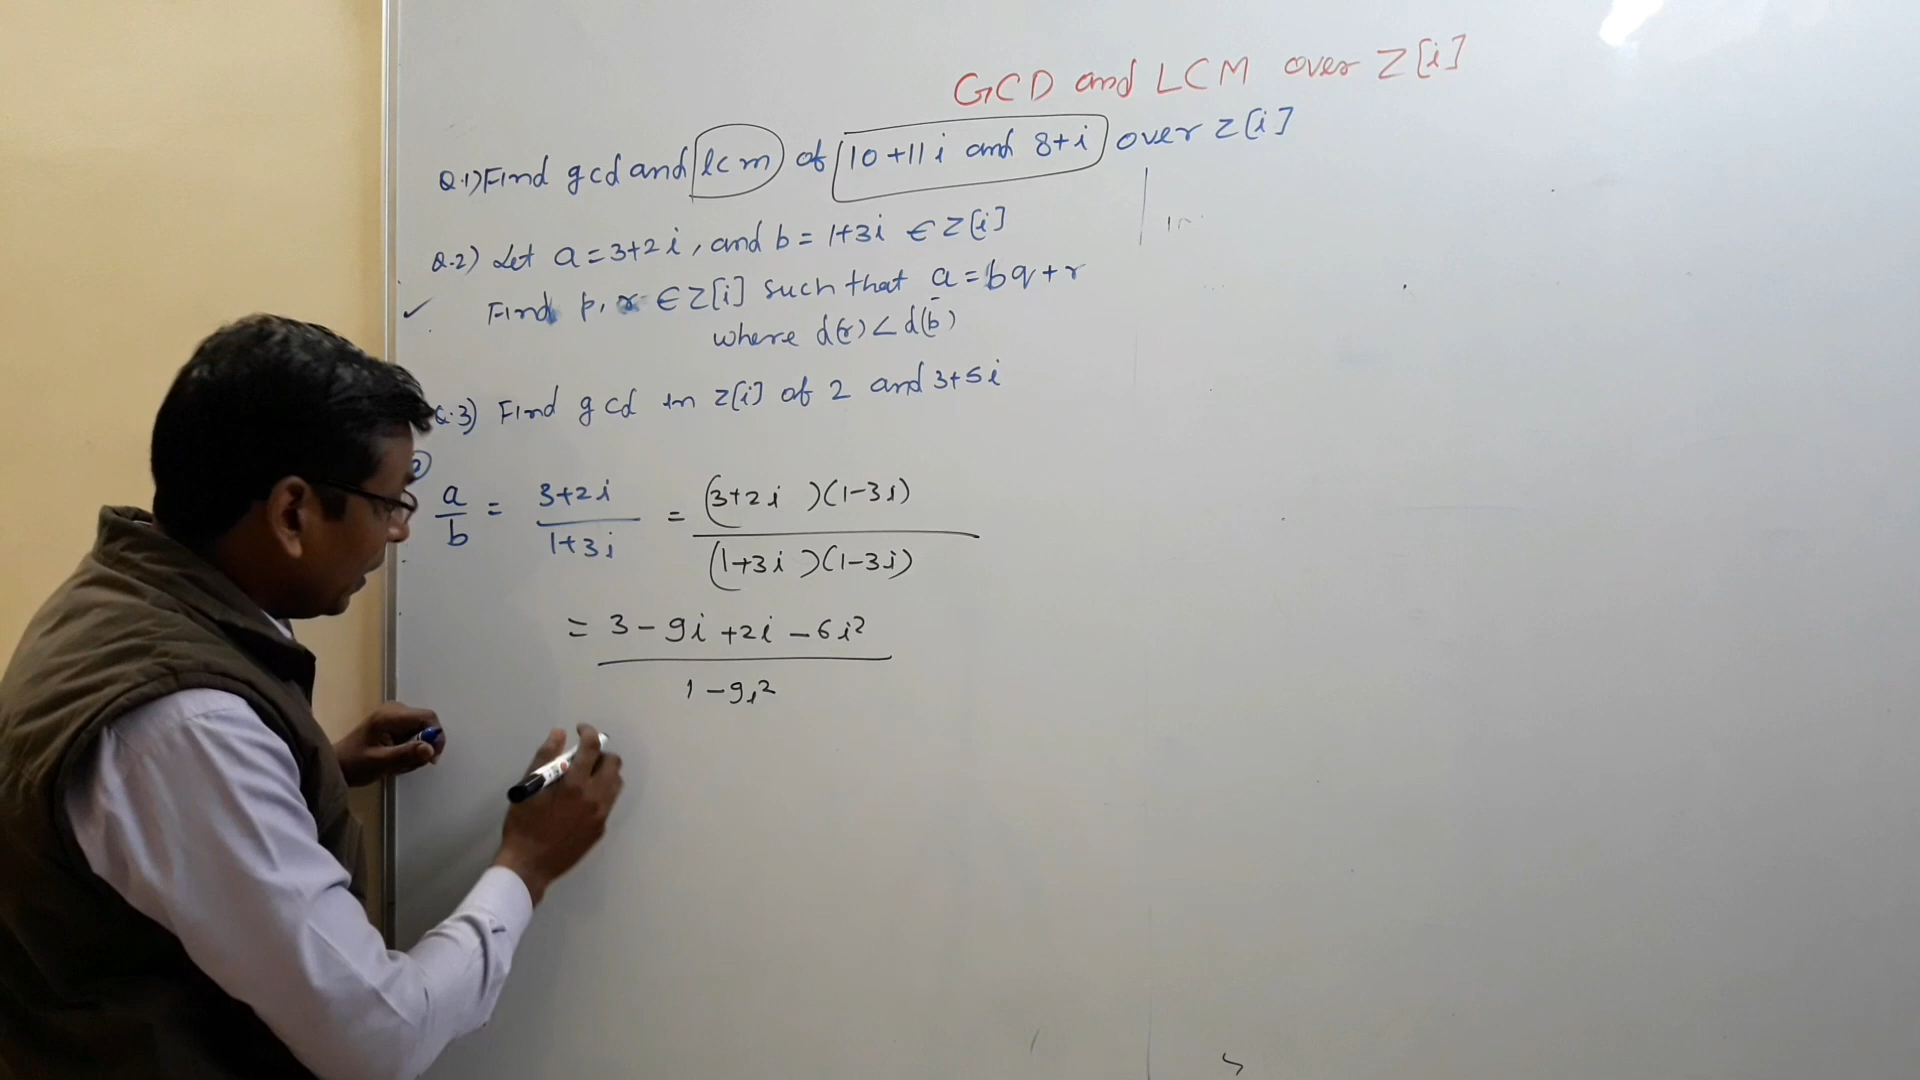 GCD and LCM over Z[i]
Q.1) Find gcd and lcm of 10+11i and 8+i over Z[i]
Q.2) Let a=3+2i, and b=1+3i ∈ Z[i]
✓ Find p, r ∈ Z[i] such that a=bq+r
where d(r)<d(b)
Q.3) Find gcd in Z[i] of 2 and 3+5i
a/b = 3+2i/1+3i = (3+2i)(1-3i)/(1+3i)(1-3i)
= 3-9i+2i-6i²/1-9i²